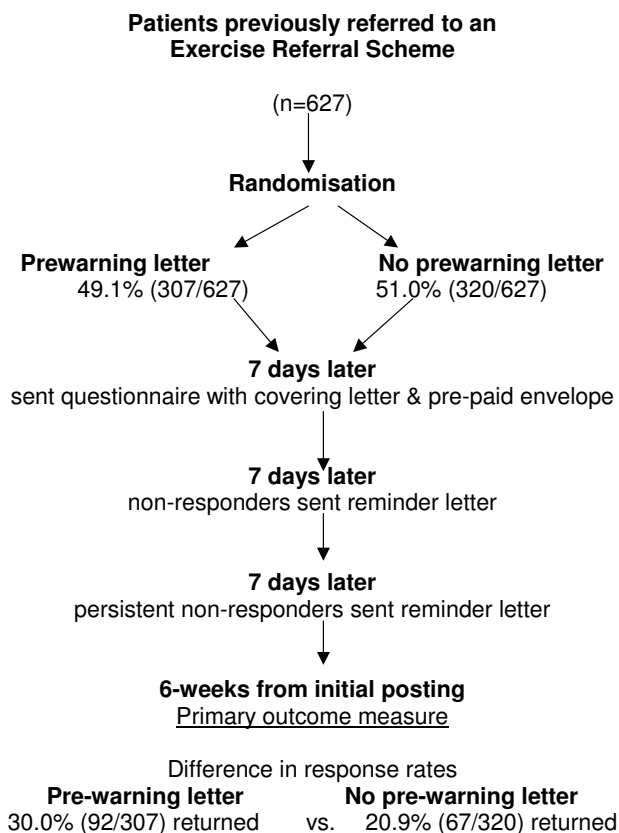 Patients previously referred to an
Exercise Referral Scheme
(n=627)
Randomisation
Prewarning letter
49.1% (307/627)
No prewarning letter
51.0% (320/627)
7 days later
sent questionnaire with covering letter & pre-paid envelope
7 days later
non-responders sent reminder letter
7 days later
persistent non-responders sent reminder letter
6-weeks from initial posting
Primary outcome measure
Difference in response rates
Pre-warning letter No pre-warning letter
30.0% (92/307) returned vs. 20.9% (67/320) returned